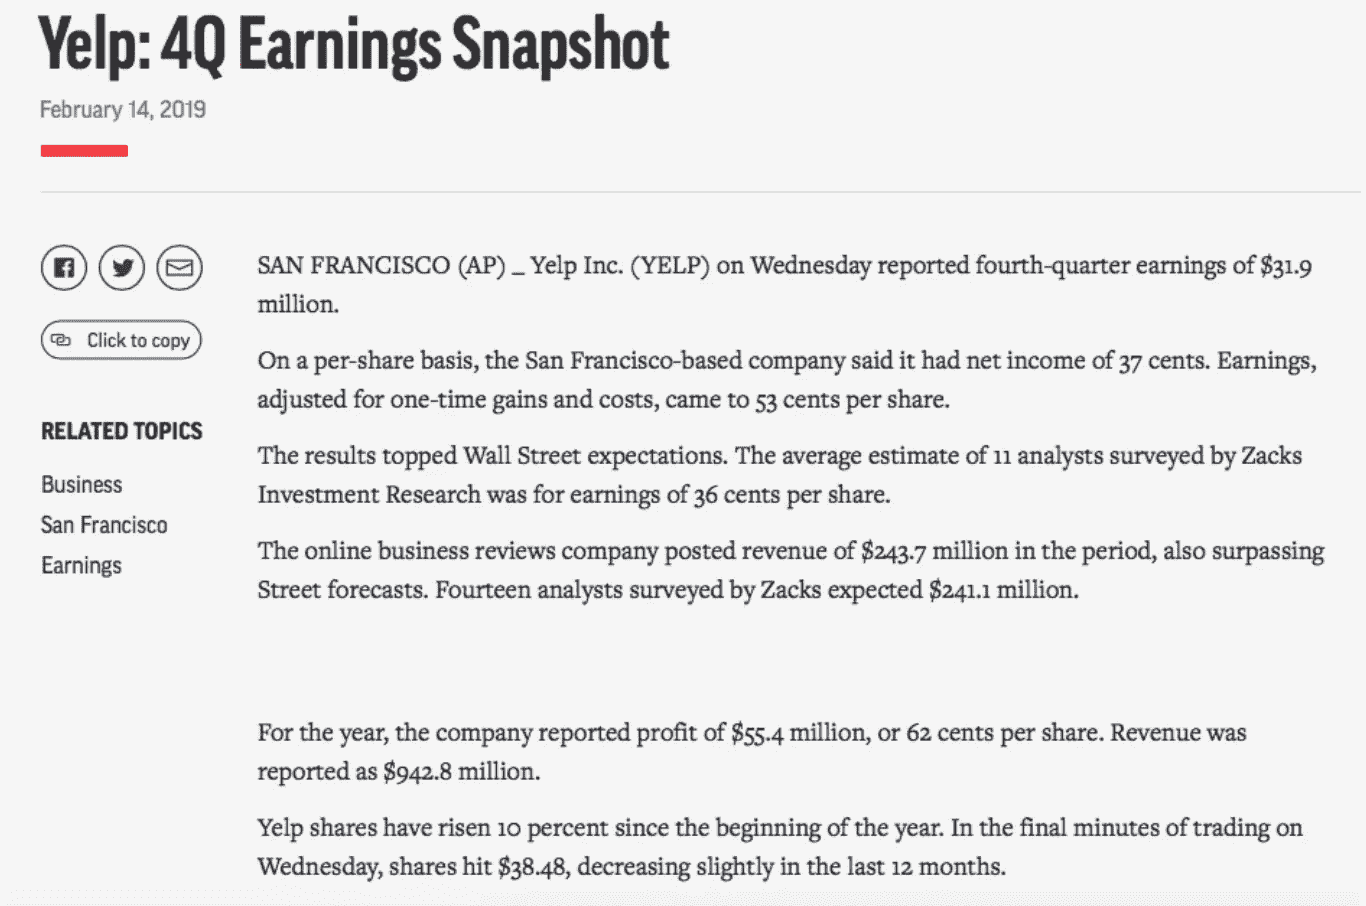 Yelp: 4Q Earnings Snapshot
February 14, 2019
Click to copy
RELATED TOPICS
Business
San Francisco
Earnings
SAN FRANCISCO (AP) _ Yelp Inc. (YELP) on Wednesday reported fourth-quarter earnings of $31.9
million.
On a per-share basis, the San Francisco-based company said it had net income of 37 cents. Earnings,
adjusted for one-time gains and costs, came to 53 cents per share.
The results topped Wall Street expectations. The average estimate of 11 analysts surveyed by Zacks
Investment Research was for earnings of 36 cents per share.
The online business reviews company posted revenue of $243.7 million in the period, also surpassing
Street forecasts. Fourteen analysts surveyed by Zacks expected $241.1 million.
For the year, the company reported profit of $55.4 million, or 62 cents per share. Revenue was
reported as $942.8 million.
Yelp shares have risen 10 percent since the beginning of the year. In the final minutes of trading on
Wednesday, shares hit $38.48, decreasing slightly in the last 12 months.